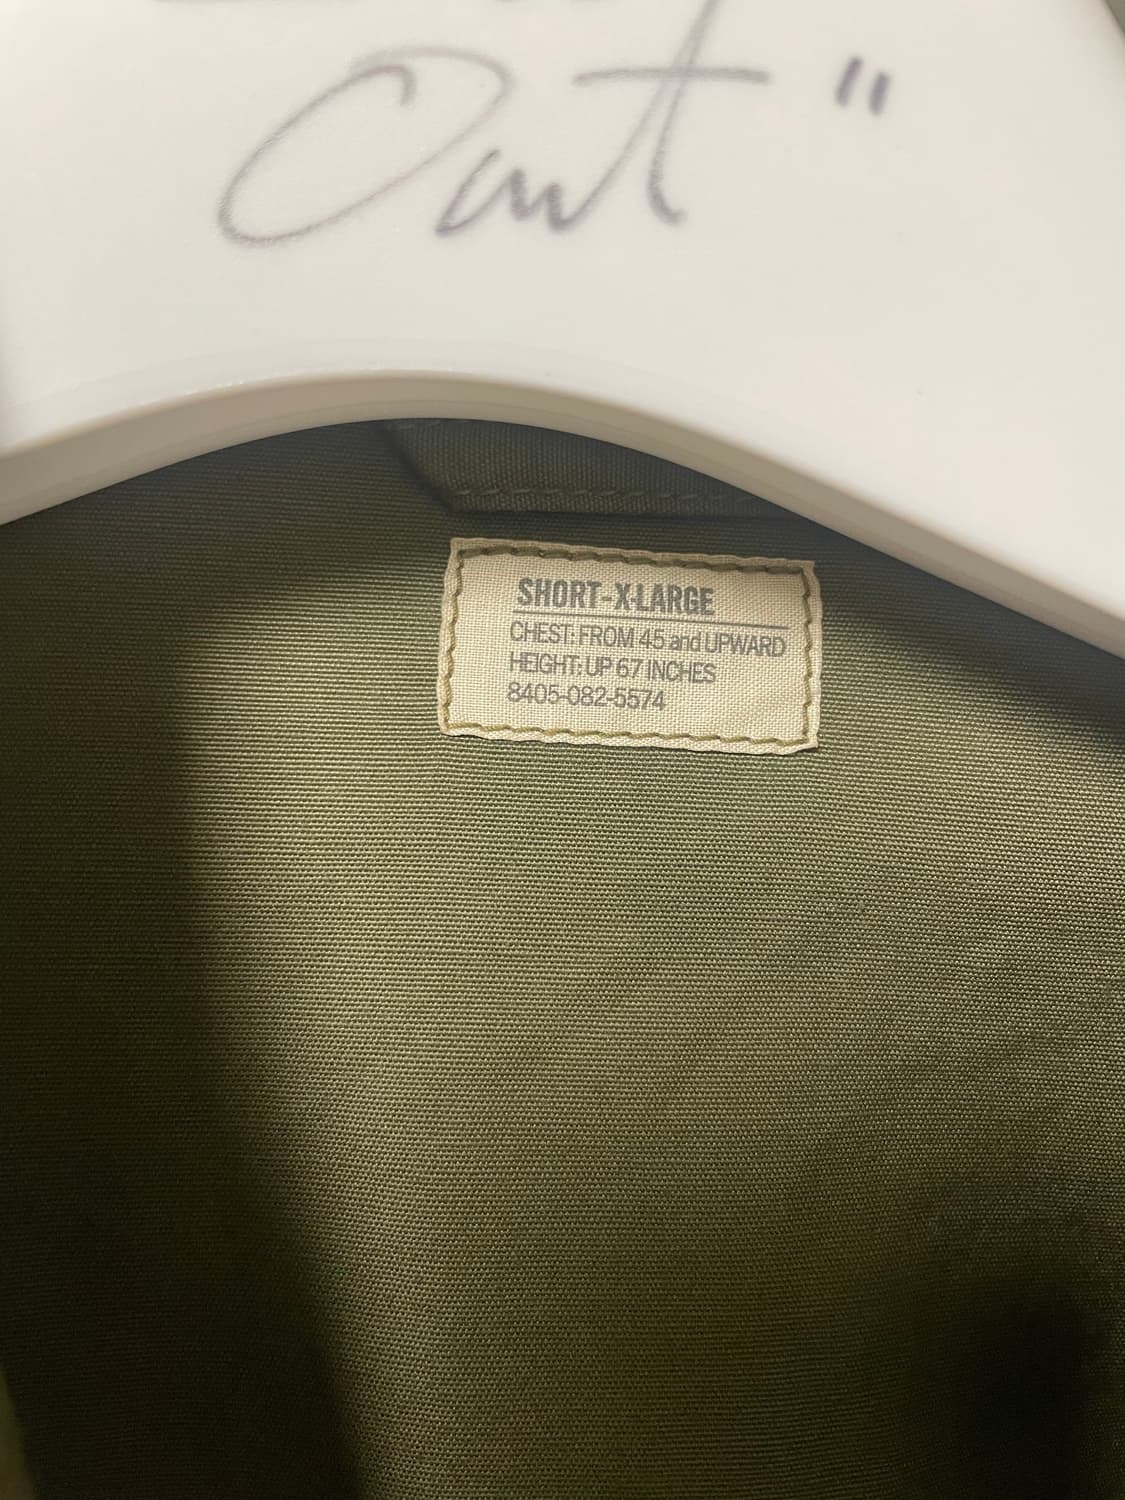 Out"
SHORT-X-LARGE
CHEST: FROM 45 and UPWARD
HEIGHT: UP 67 INCHES
8405-082-5574